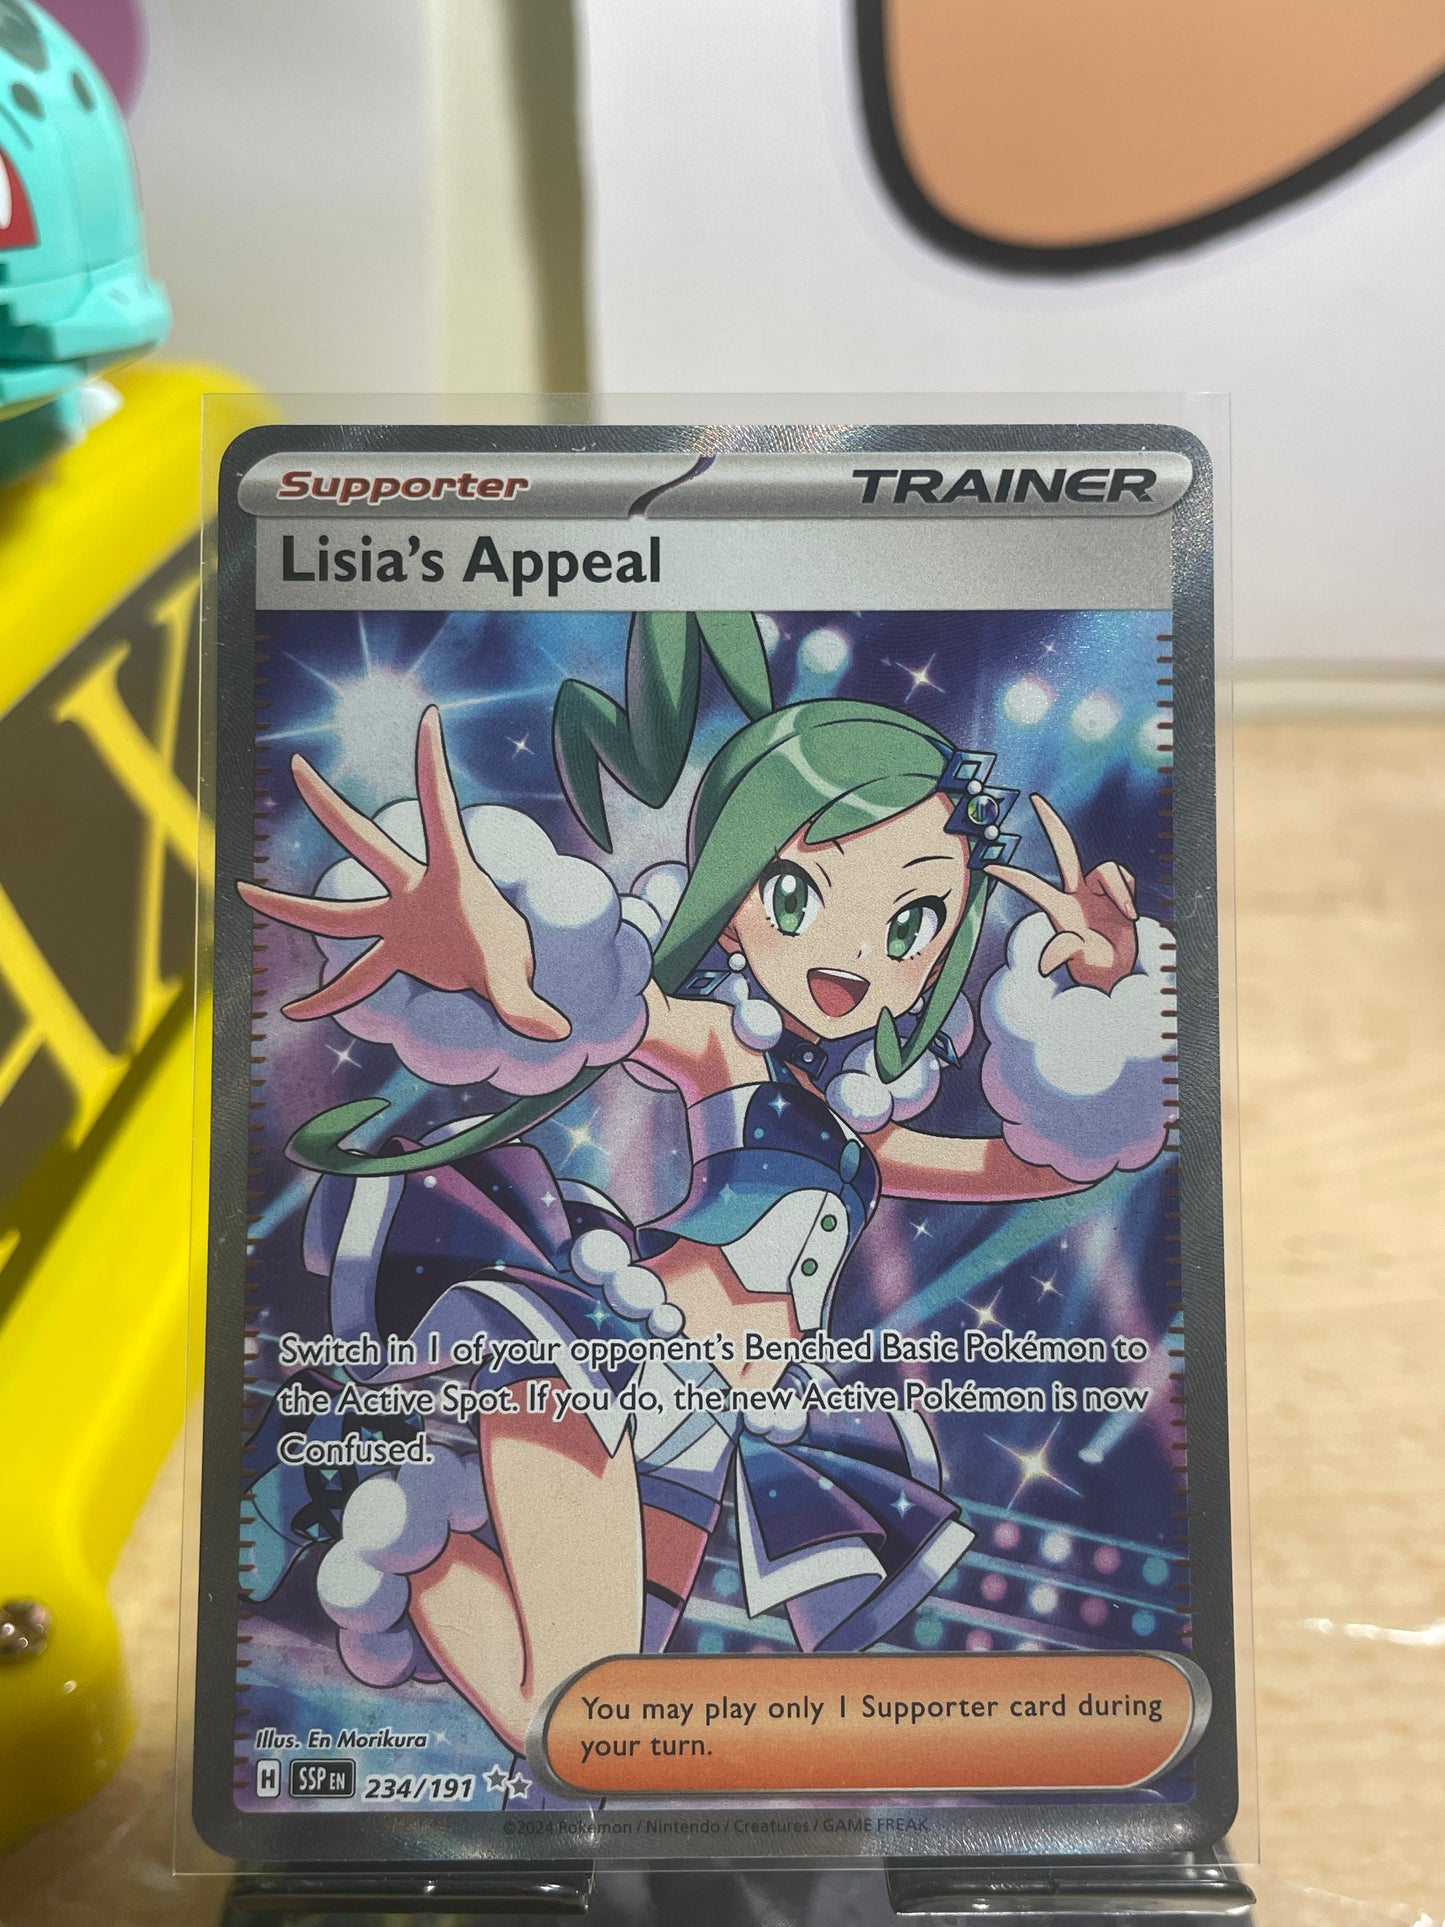 Supporter TRAINER
Lisia's Appeal
Switch in 1 of your opponent's Benched Basic Pokémon to
the Active Spot. If you do, the new Active Pokémon is now
Confused.
You may play only 1 Supporter card during
your turn.
Illus. En Morikura
H SSP EN 234/191
©2024 Pokémon / Nintendo / Creatures / GAME FREAK